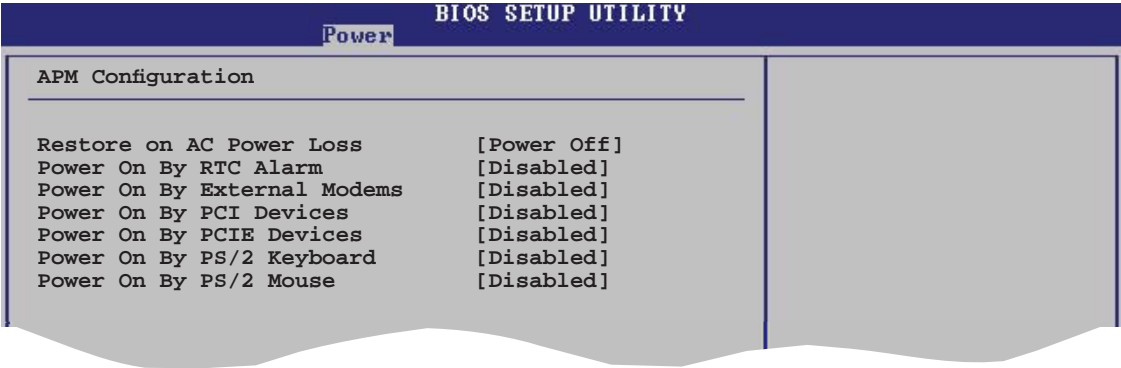 BIOS SETUP UTILITY
Power
APM Configuration
Restore on AC Power Loss [Power Off]
Power On By RTC Alarm [Disabled]
Power On By External Modems [Disabled]
Power On By PCI Devices [Disabled]
Power On By PCIE Devices [Disabled]
Power On By PS/2 Keyboard [Disabled]
Power On By PS/2 Mouse [Disabled]